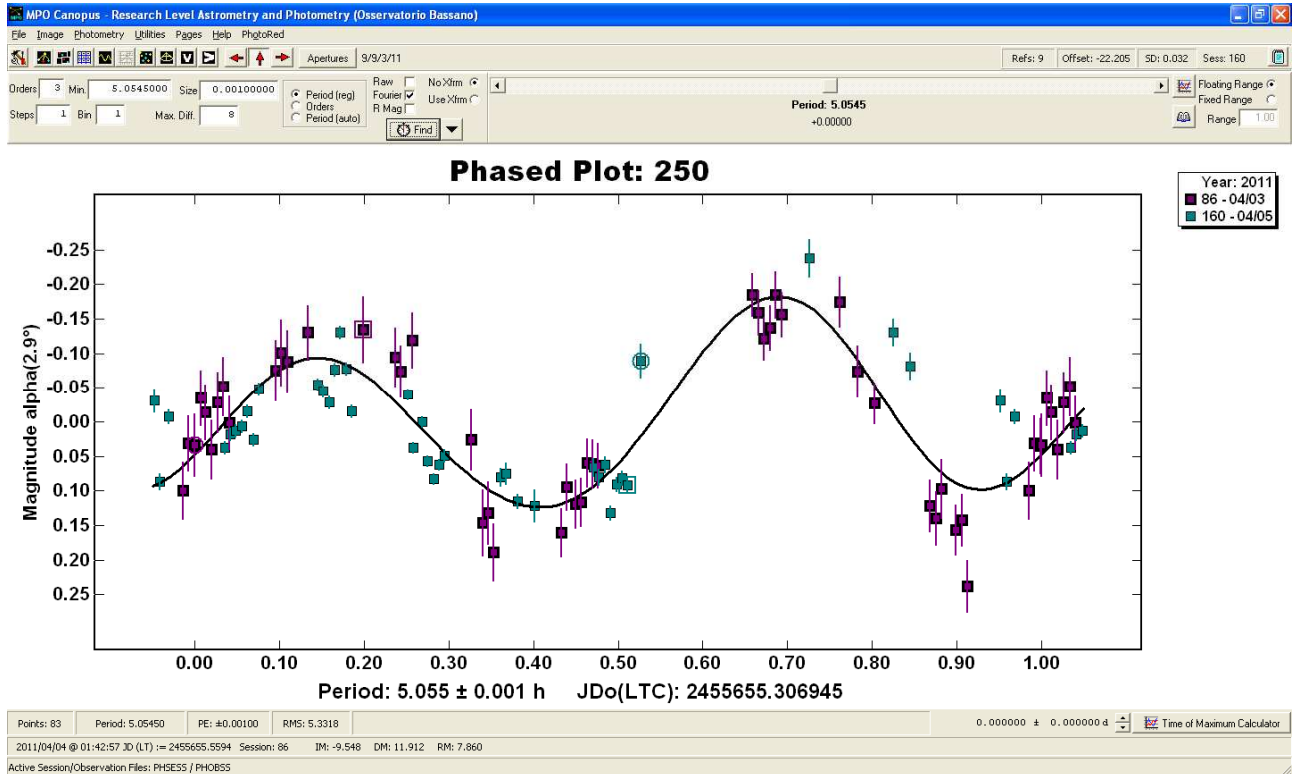 MPO Canopus - Research Level Astrometry and Photometry (Osservatorio Bassano)
File Image Photometry Utilities Pages Help PhotoRed
Apertures 9/9/3/11 Refs: 9 Offset: -22.205 SD: 0.032 Sess: 160
Orders 3 Min. 5.0545000 Size 0.00100000
Steps 1 Bin 1 Max. Diff. 8
Period (reg)
Orders
Period (auto)
Raw
Fourier
R Mag
No Xfrm
Use Xfrm
Find
Period: 5.0545
+0.00000
Floating Range
Fixed Range
Range 1.00
Phased Plot: 250
Year: 2011
86 - 04/03
160 - 04/05
Magnitude alpha(2.9°)
-0.25
-0.20
-0.15
-0.10
-0.05
0.00
0.05
0.10
0.15
0.20
0.25
0.00 0.10 0.20 0.30 0.40 0.50 0.60 0.70 0.80 0.90 1.00
Period: 5.055 ± 0.001 h JDo(LTC): 2455655.306945
Points: 83 Period: 5.05450 PE: ±0.00100 RMS: 5.3318 0.000000 ± 0.000000 d Time of Maximum Calculator
2011/04/04 @ 01:42:57 JD (LT) := 2455655.5594 Session: 86 IM: -9.548 DM: 11.912 RM: 7.860
Active Session/Observation Files: PHSESS / PHOBSS